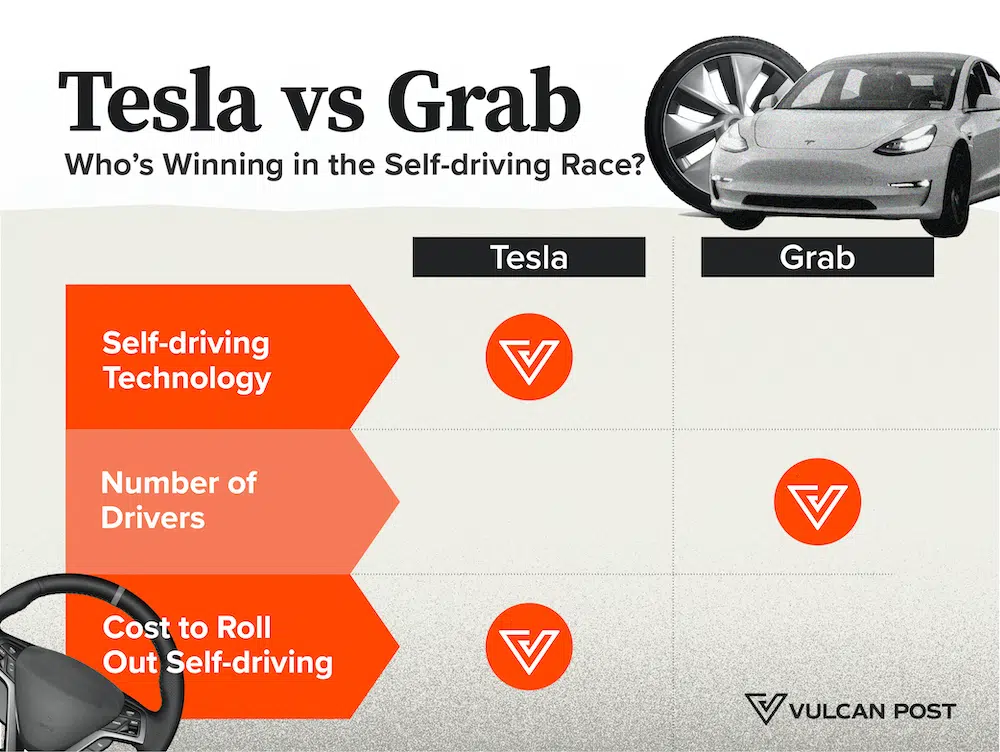 Tesla vs Grab
Who's Winning in the Self-driving Race?
Tesla
Grab
Self-driving
Technology
Number of
Drivers
Cost to Roll
Out Self-driving
VULCAN POST